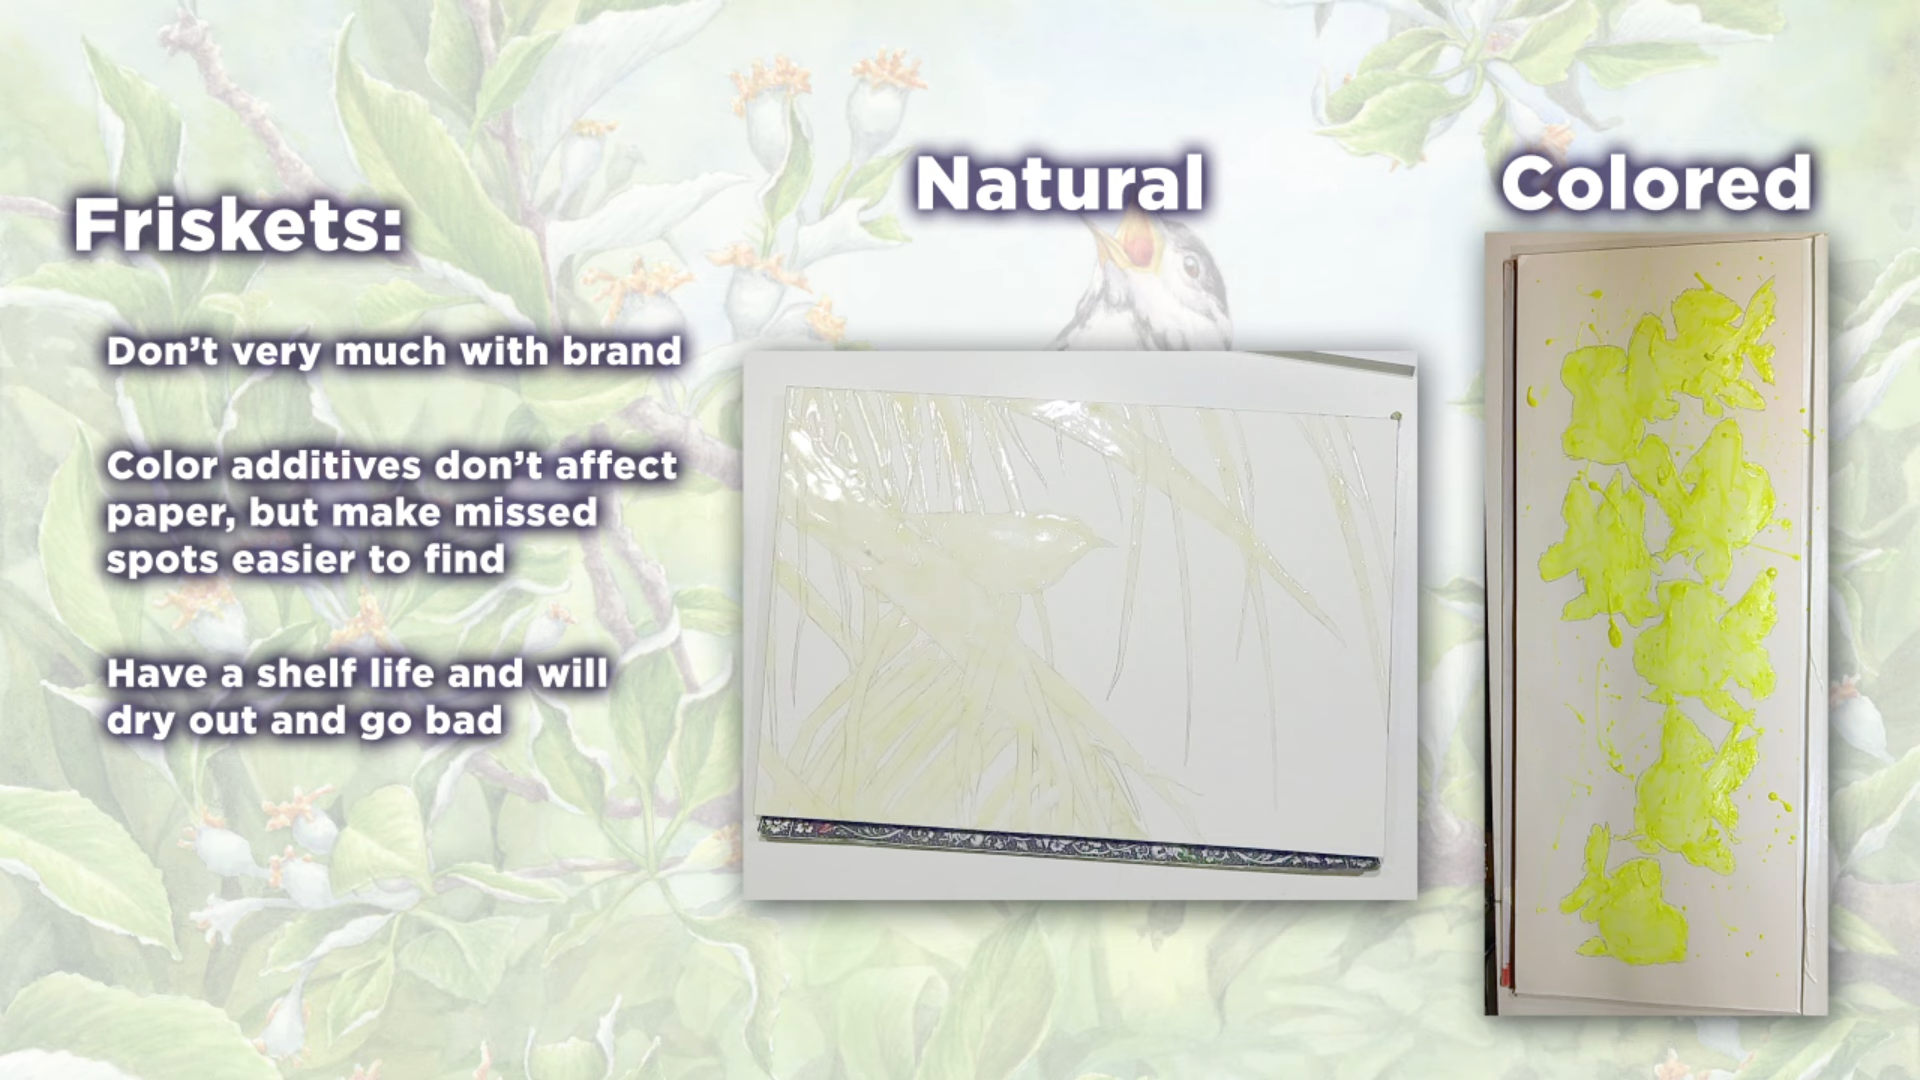 Friskets:
Don't very much with brand
Color additives don't affect
paper, but make missed
spots easier to find
Have a shelf life and will
dry out and go bad
Natural
Colored